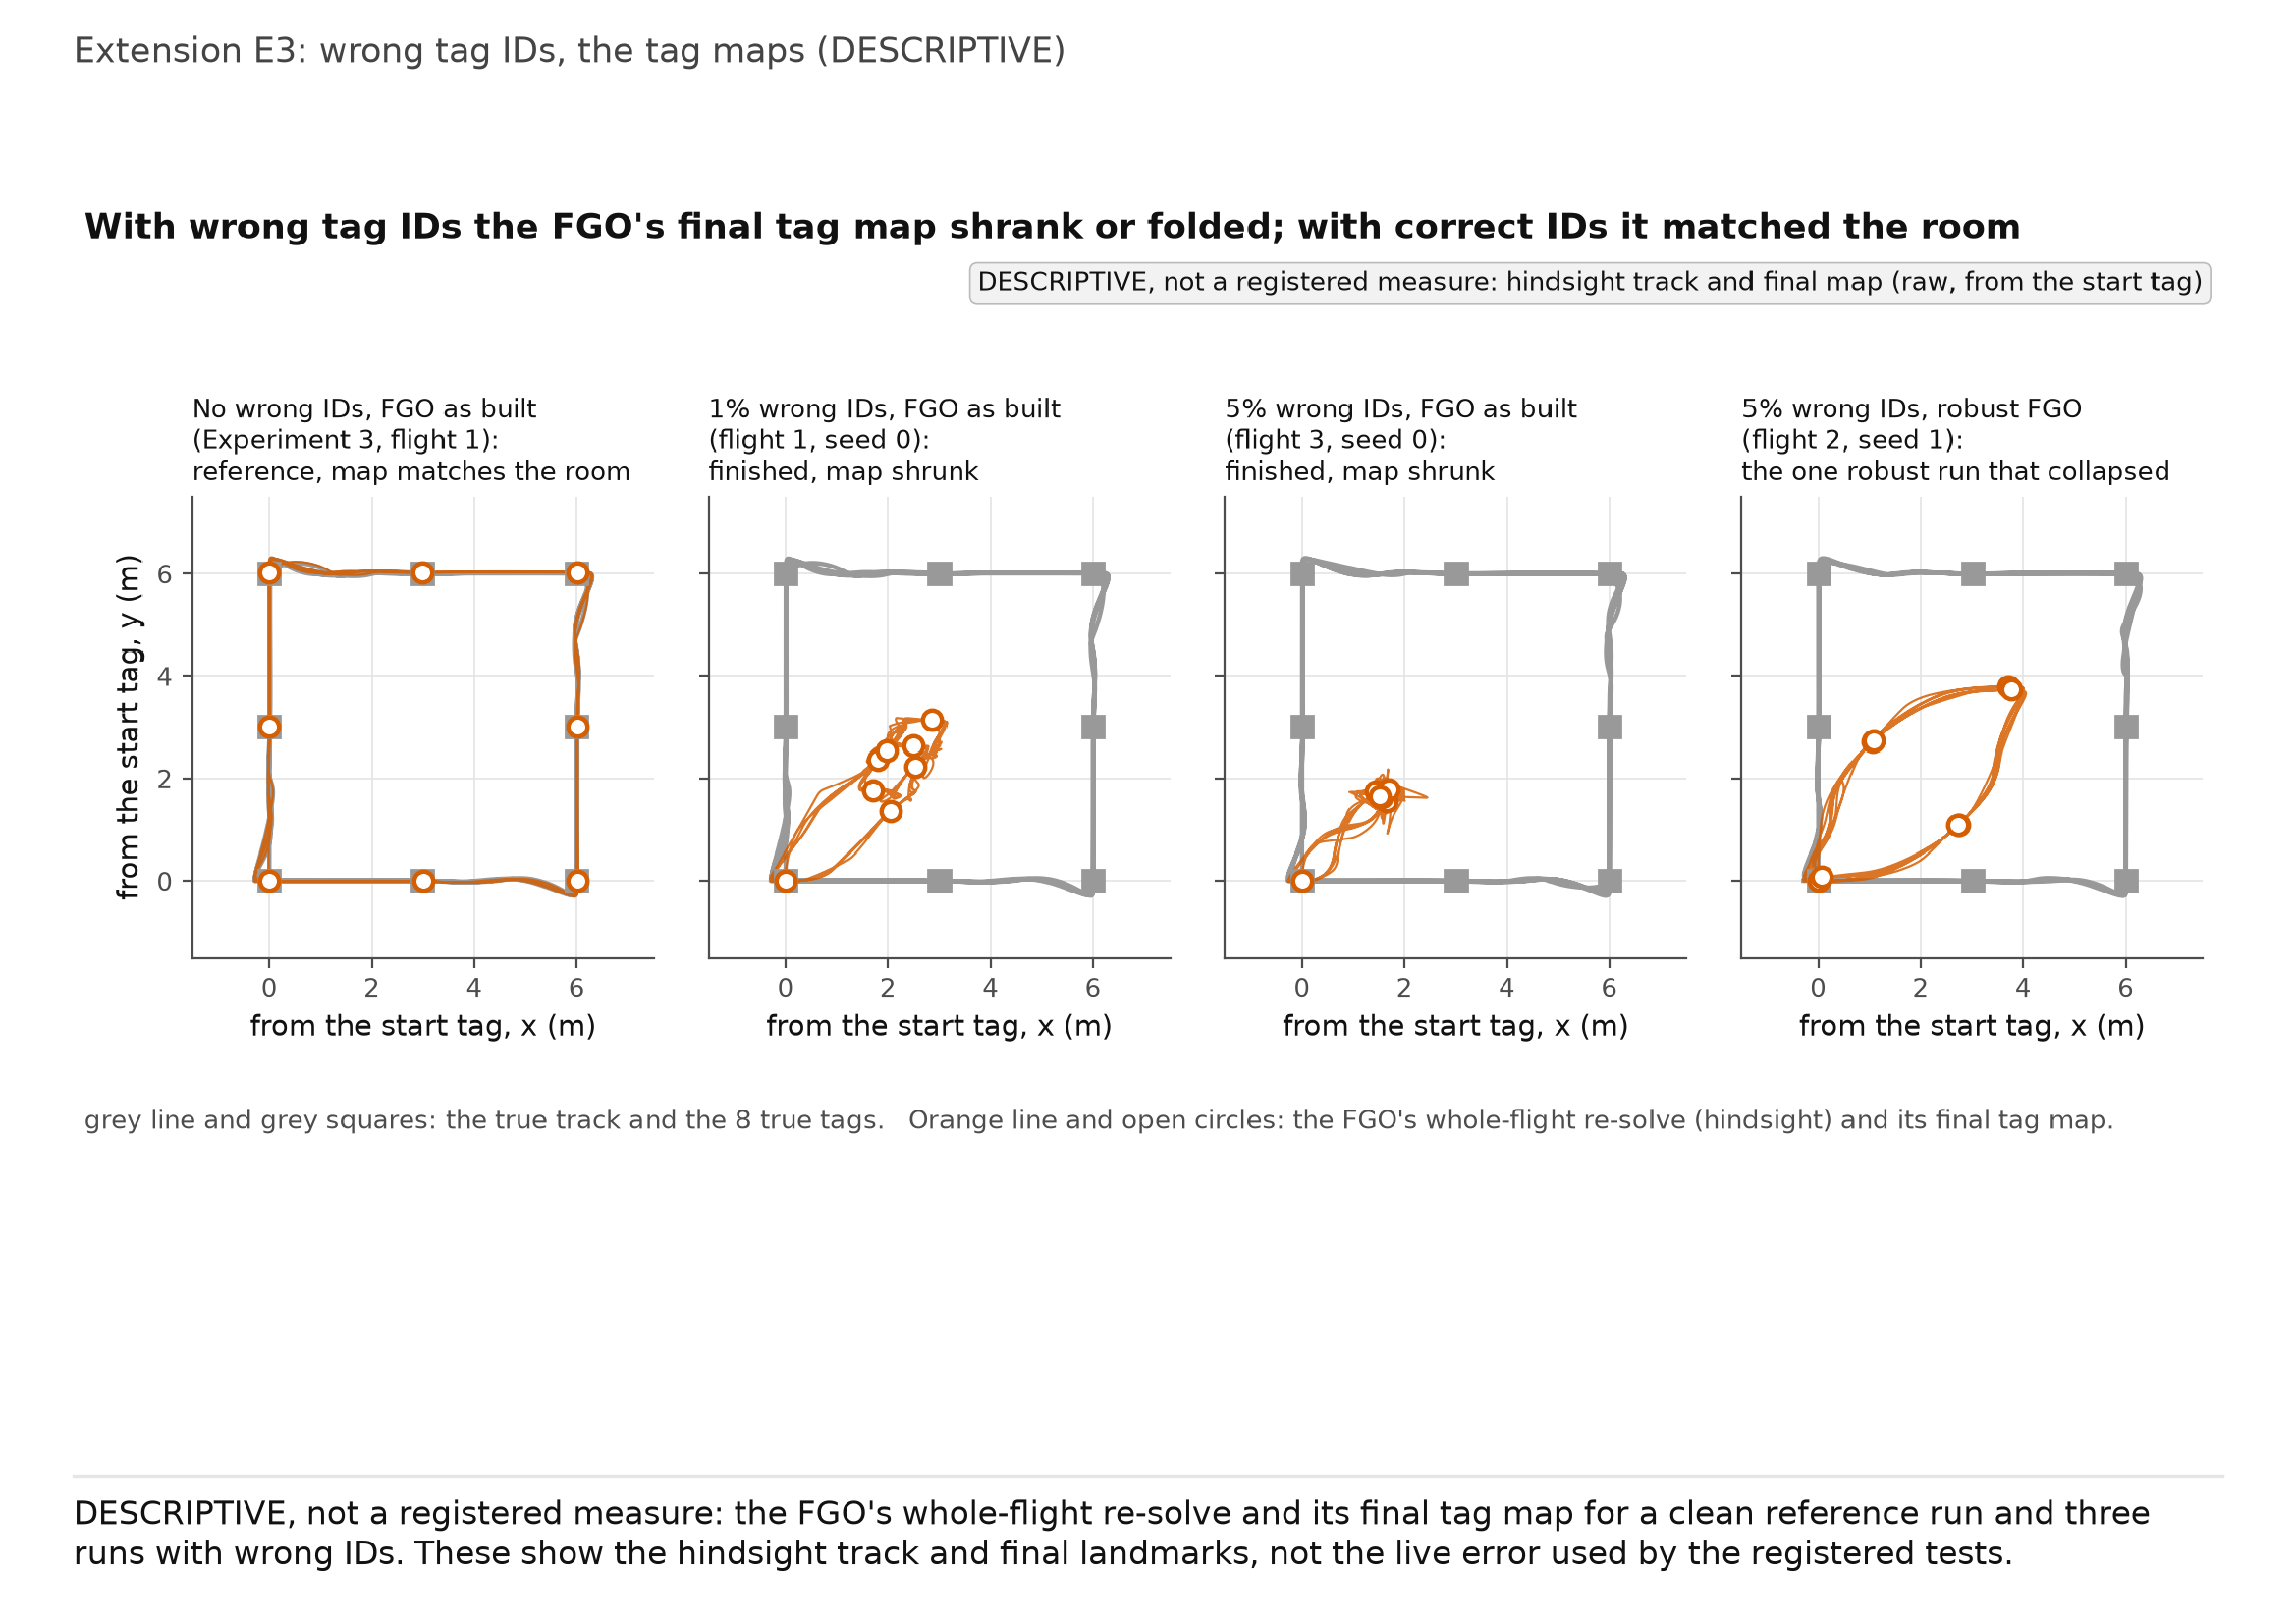 Extension E3: wrong tag IDs, the tag maps (DESCRIPTIVE)
With wrong tag IDs the FGO's final tag map shrank or folded; with correct IDs it matched the room
DESCRIPTIVE, not a registered measure: hindsight track and final map (raw, from the start tag)
No wrong IDs, FGO as built
(Experiment 3, flight 1):
reference, map matches the room
1% wrong IDs, FGO as built
(flight 1, seed 0):
finished, map shrunk
5% wrong IDs, FGO as built
(flight 3, seed 0):
finished, map shrunk
5% wrong IDs, robust FGO
(flight 2, seed 1):
the one robust run that collapsed
from the start tag, y (m)
6
4
2
0
0 2 4 6
0 2 4 6
0 2 4 6
0 2 4 6
from the start tag, x (m)
from the start tag, x (m)
from the start tag, x (m)
from the start tag, x (m)
grey line and grey squares: the true track and the 8 true tags. Orange line and open circles: the FGO's whole-flight re-solve (hindsight) and its final tag map.
DESCRIPTIVE, not a registered measure: the FGO's whole-flight re-solve and its final tag map for a clean reference run and three
runs with wrong IDs. These show the hindsight track and final landmarks, not the live error used by the registered tests.